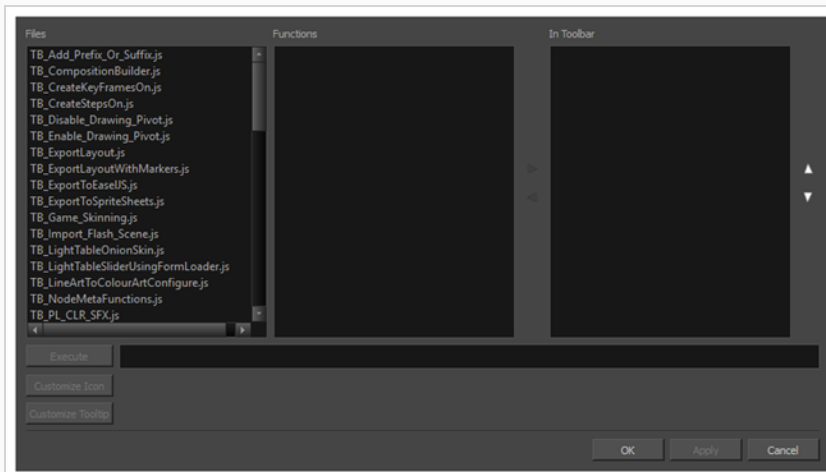 Files
Functions
In Toolbar
TB_Add_Prefix_Or_Suffix.js
TB_CompositionBuilder.js
TB_CreateKeyFramesOn.js
TB_CreateStepsOn.js
TB_Disable_Drawing_Pivot.js
TB_Enable_Drawing_Pivot.js
TB_ExportLayout.js
TB_ExportLayoutWithMarkers.js
TB_ExportToEaselJS.js
TB_ExportToSpriteSheets.js
TB_Game_Skinning.js
TB_Import_Flash_Scene.js
TB_LightTableOnionSkin.js
TB_LightTableSliderUsingFormLoader.js
TB_LineArtToColourArtConfigure.js
TB_NodeMetaFunctions.js
TB_PL_CLR_SFX.js
Execute
Customize Icon
Customize Tooltip
OK
Apply
Cancel